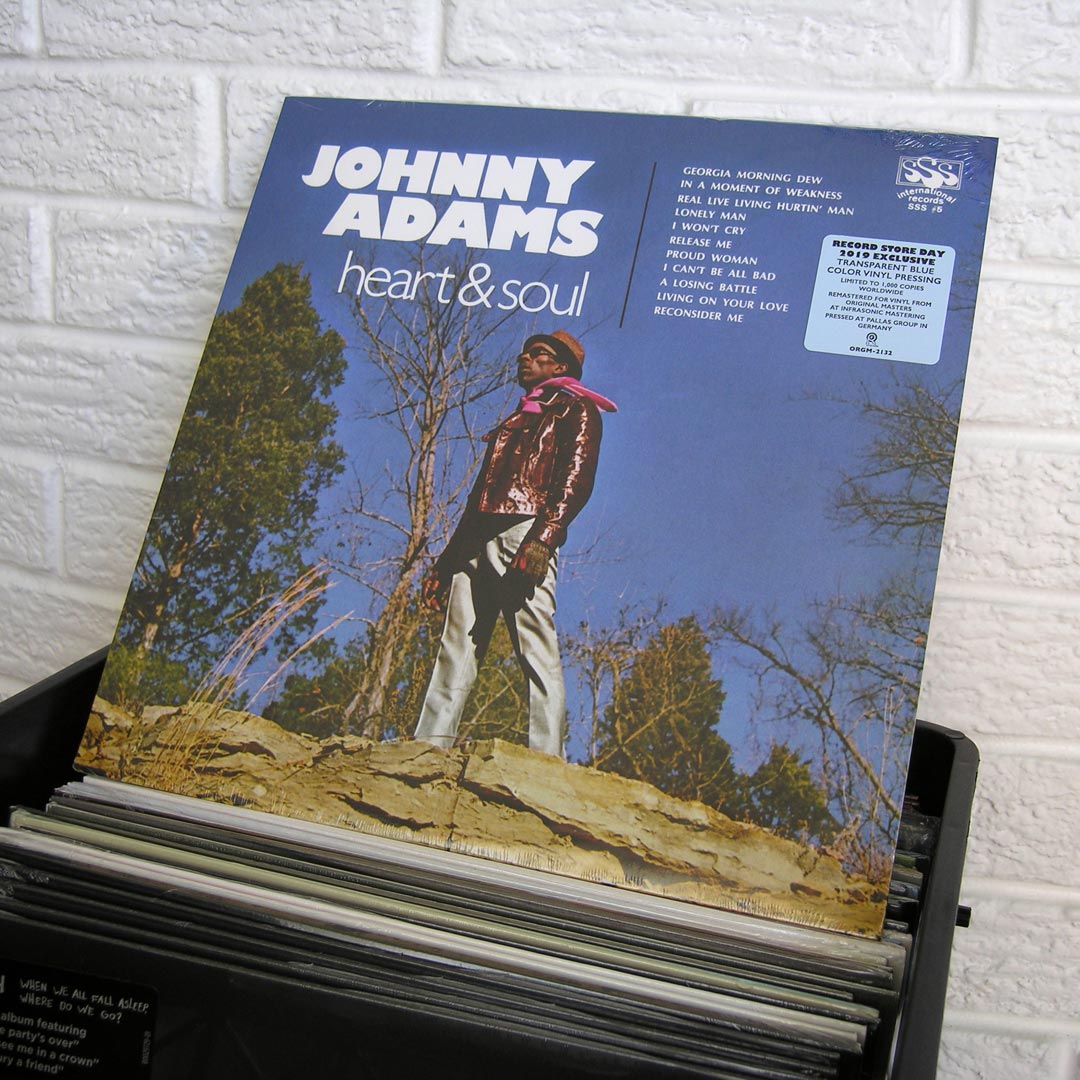 JOHNNY
ADAMS
heart & soul
GEORGIA MORNING DEW
IN A MOMENT OF WEAKNESS
REAL LIVE LIVING HURTIN' MAN
LONELY MAN
I WON'T CRY
RELEASE ME
PROUD WOMAN
I CAN'T BE ALL BAD
A LOSING BATTLE
LIVING ON YOUR LOVE
RECONSIDER ME
SSS
international
records
SSS #5
RECORD STORE DAY
2019 EXCLUSIVE
TRANSPARENT BLUE
COLOR VINYL PRESSING
LIMITED TO 1,000 COPIES
WORLDWIDE
REMASTERED FOR VINYL FROM
ORIGINAL MASTERS
AT INFRASONIC MASTERING
PRESSED AT PALLAS GROUP IN
GERMANY
ORGM-2132
WHEN WE ALL FALL ASLEEP,
WHERE DO WE GO?
album featuring
party's over"
see me in a crown"
ury a friend"